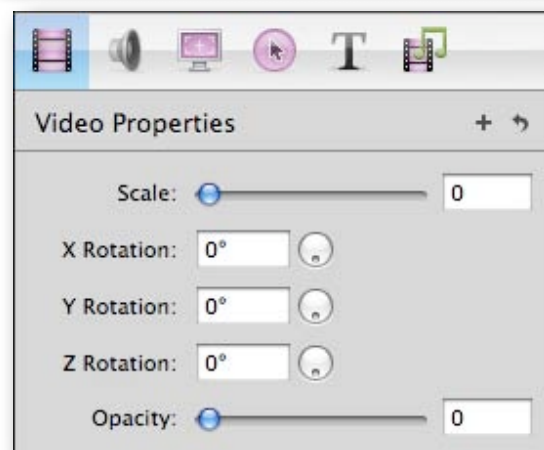 T
Video Properties
Scale: 0
X Rotation: 0°
Y Rotation: 0°
Z Rotation: 0°
Opacity: 0